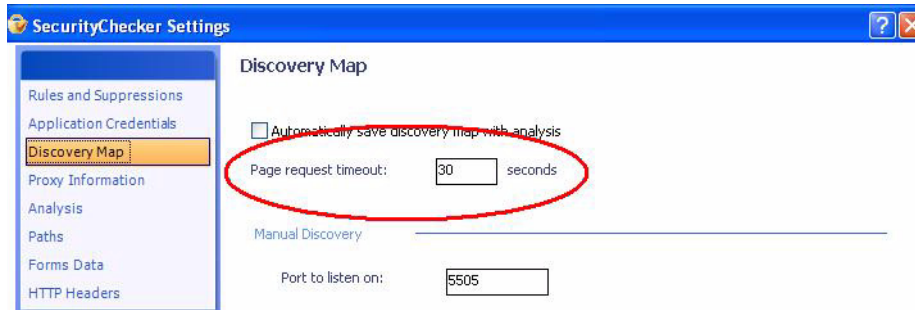 SecurityChecker Settings
?
Rules and Suppressions
Application Credentials
Discovery Map
Proxy Information
Analysis
Paths
Forms Data
HTTP Headers
Discovery Map
Automatically save discovery map with analysis
Page request timeout: 30 seconds
Manual Discovery
Port to listen on: 5505